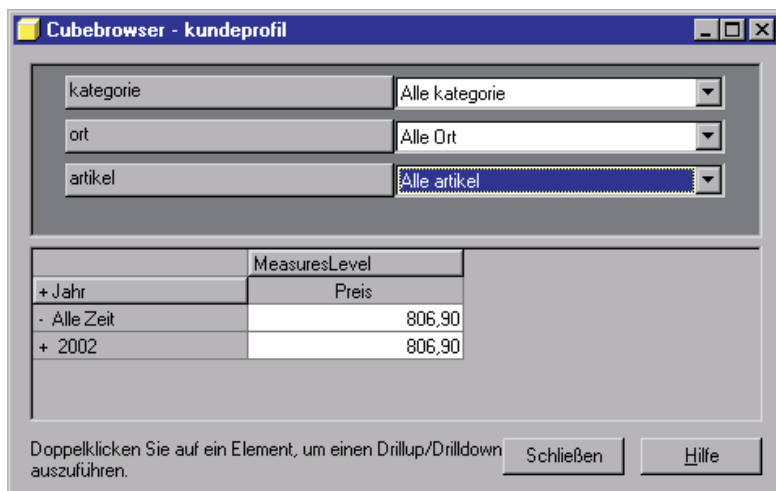 Cubebrowser - kundeprofil
kategorie Alle kategorie
ort Alle Ort
artikel Alle artikel
MeasuresLevel
+ Jahr Preis
- Alle Zeit 806,90
+ 2002 806,90
Doppelklicken Sie auf ein Element, um einen Drillup/Drilldown
auszuführen.
Schließen Hilfe